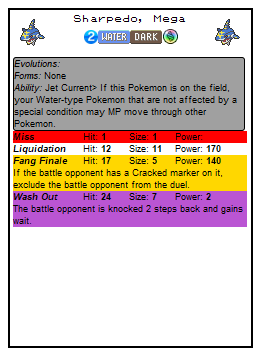 Sharpedo, Mega
2 WATER DARK
Evolutions:
Forms: None
Ability: Jet Current> If this Pokemon is on the field,
your Water-type Pokemon that are not affected by a
special condition may MP move through other
Pokemon.
Miss Hit: 1 Size: 1 Power:
Liquidation Hit: 12 Size: 11 Power: 170
Fang Finale Hit: 17 Size: 5 Power: 140
If the battle opponent has a Cracked marker on it,
exclude the battle opponent from the duel.
Wash Out Hit: 24 Size: 7 Power: 2
The battle opponent is knocked 2 steps back and gains
wait.